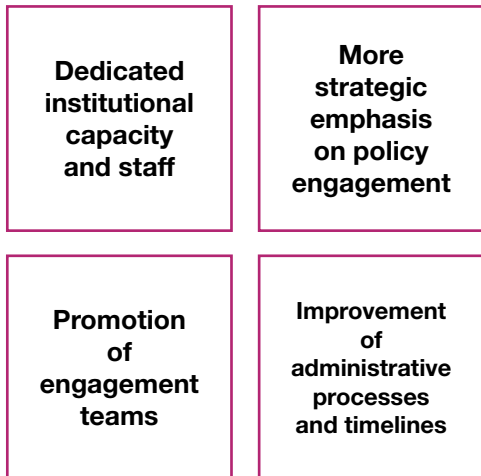 Dedicated
institutional
capacity
and staff
More
strategic
emphasis
on policy
engagement
Promotion
of
engagement
teams
Improvement
of
administrative
processes
and timelines